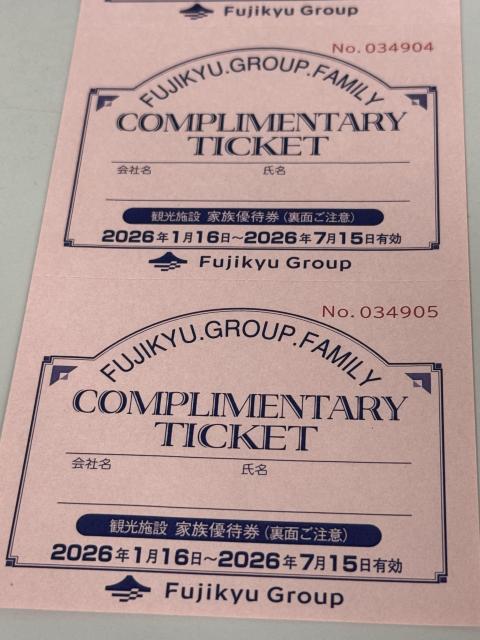 Fujikyu Group
No. 034904
FUJIKYU.GROUP.FAMILY
COMPLIMENTARY
TICKET
会社名 氏名
観光施設 家族優待券(裏面ご注意)
2026年1月16日~2026年7月15日有効
Fujikyu Group
No. 034905
FUJIKYU.GROUP.FAMILY
COMPLIMENTARY
TICKET
会社名 氏名
観光施設 家族優待券(裏面ご注意)
2026年1月16日~2026年7月15日有効
Fujikyu Group